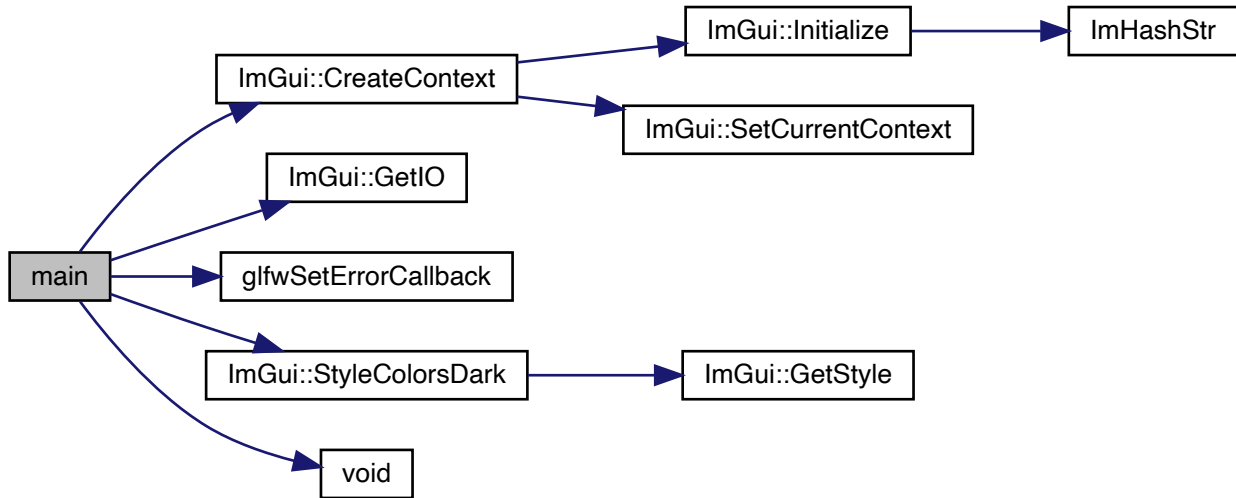 ImGui::Initialize
ImHashStr
ImGui::CreateContext
ImGui::SetCurrentContext
ImGui::GetIO
main
glfwSetErrorCallback
ImGui::StyleColorsDark
ImGui::GetStyle
void